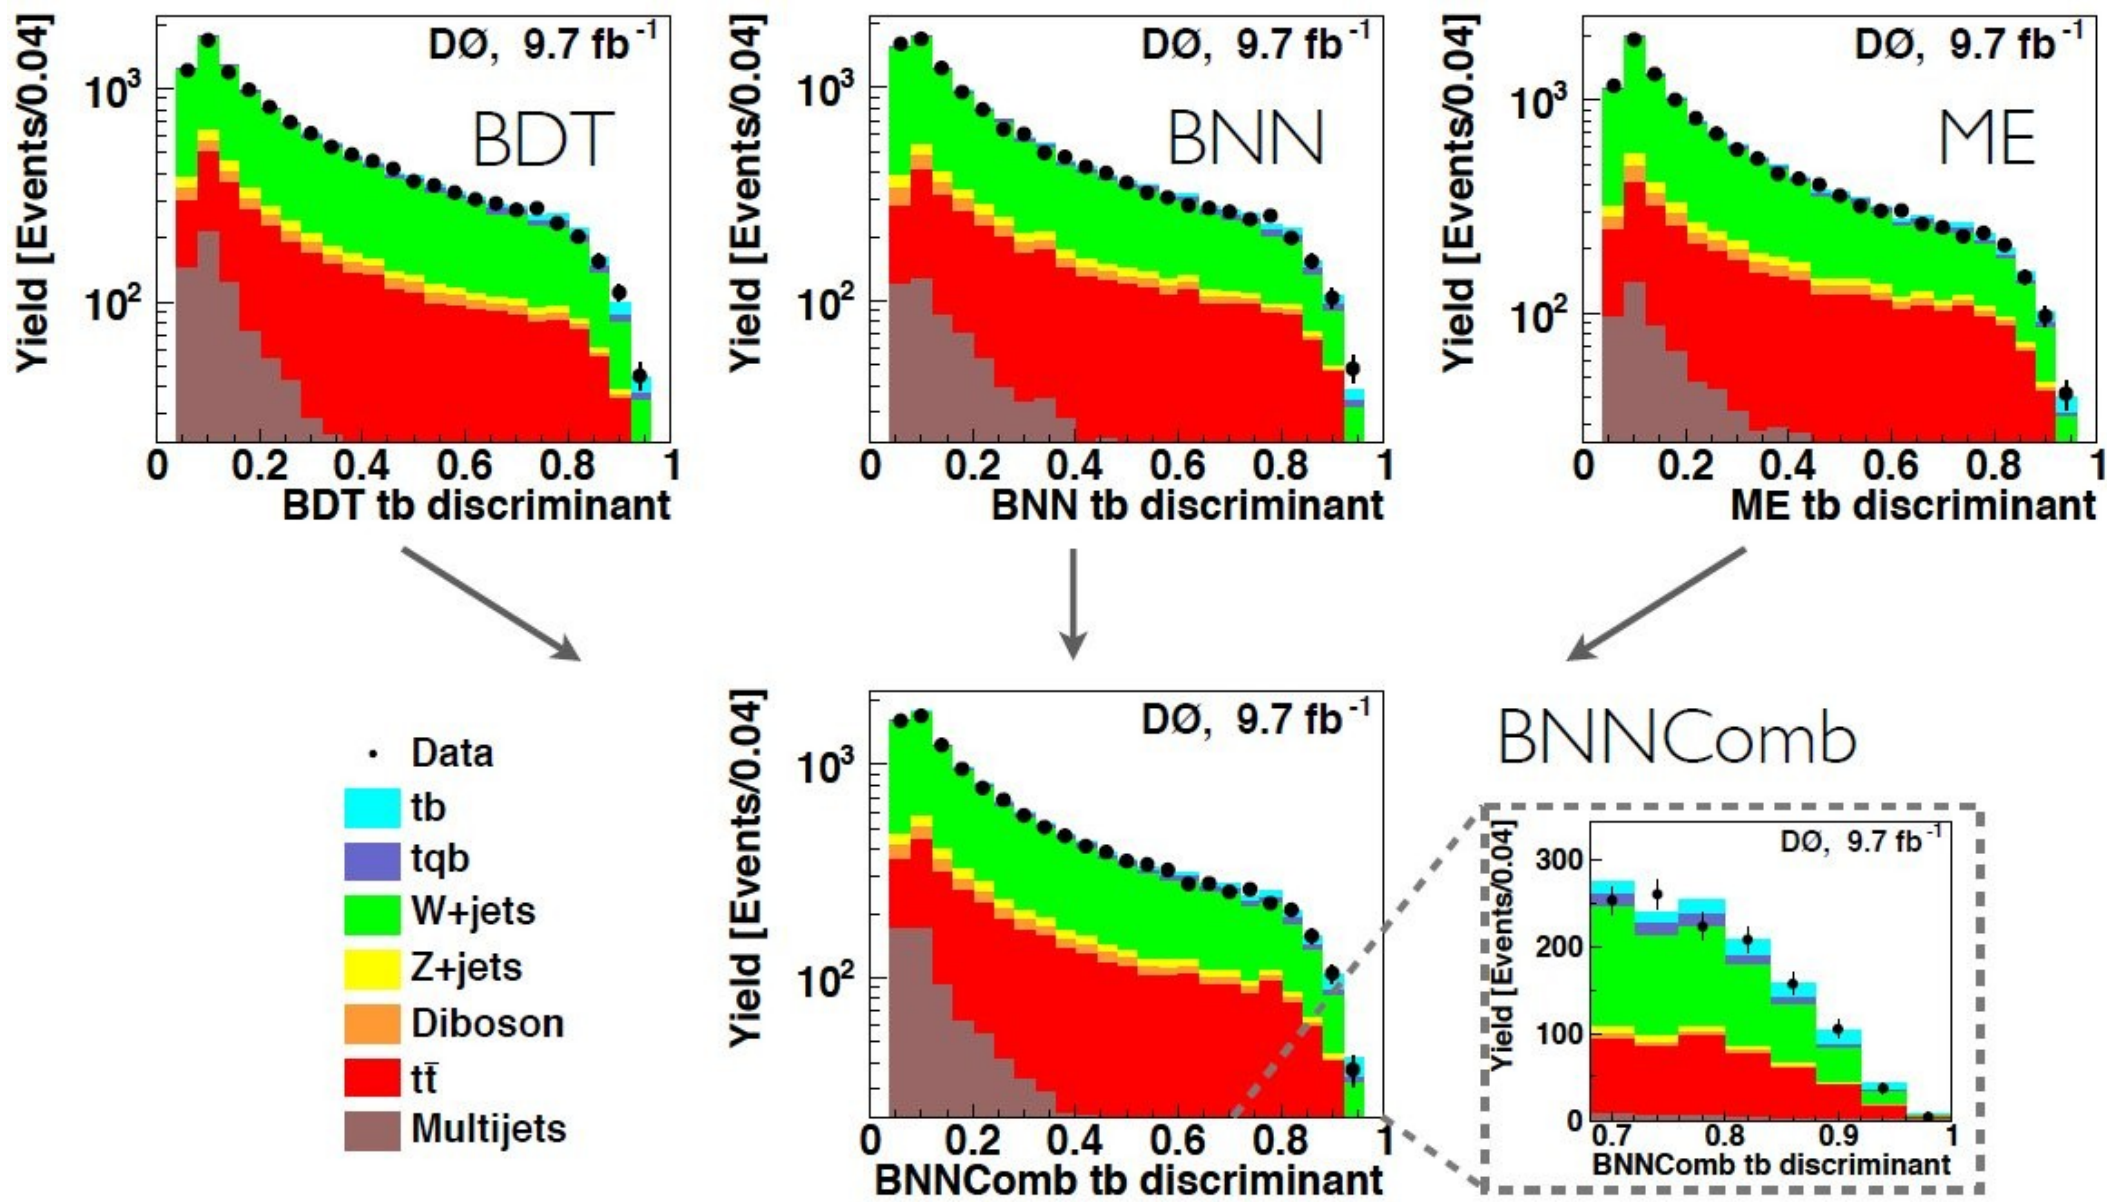 Yield [Events/0.04]
DØ, 9.7 fb-1
BDT
10³
10²
0 0.2 0.4 0.6 0.8 1
BDT tb discriminant
Yield [Events/0.04]
DØ, 9.7 fb-1
BNN
10³
10²
0 0.2 0.4 0.6 0.8 1
BNN tb discriminant
Yield [Events/0.04]
DØ, 9.7 fb-1
ME
10³
10²
0 0.2 0.4 0.6 0.8 1
ME tb discriminant
Data
tb
tqb
W+jets
Z+jets
Diboson
tt̄
Multijets
Yield [Events/0.04]
DØ, 9.7 fb-1
10³
10²
0 0.2 0.4 0.6 0.8 1
BNNComb tb discriminant
BNNComb
Yield [Events/0.04]
DØ, 9.7 fb-1
300
200
100
0
0.7 0.8 0.9 1
BNNComb tb discriminant